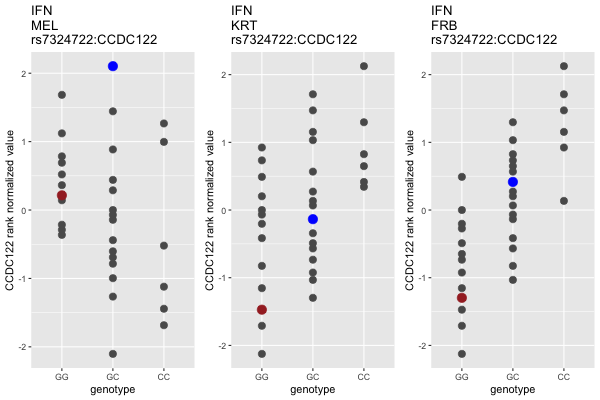 IFN
MEL
rs7324722:CCDC122
CCDC122 rank normalized value
2
1
0
-1
-2
GG GC CC
genotype
IFN
KRT
rs7324722:CCDC122
CCDC122 rank normalized value
2
1
0
-1
-2
GG GC CC
genotype
IFN
FRB
rs7324722:CCDC122
CCDC122 rank normalized value
2
1
0
-1
-2
GG GC CC
genotype